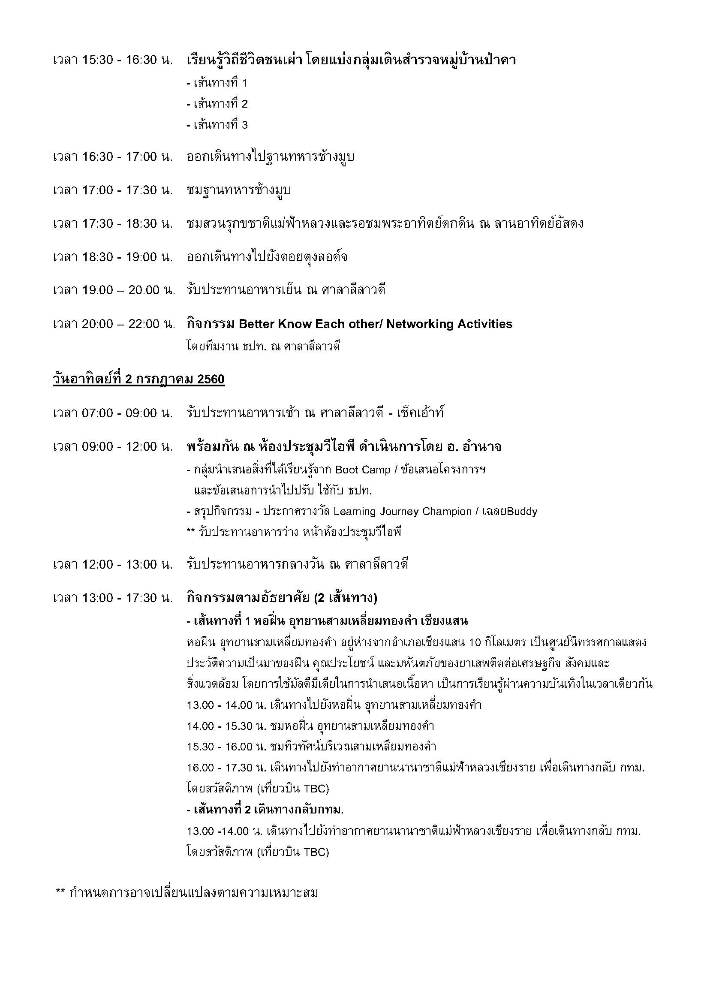 เวลา 15:30 - 16:30 น. เรียนรู้วิถีชีวิตชนเผ่า โดยแบ่งกลุ่มเดินสำรวจหมู่บ้านป่าคา
- เส้นทางที่ 1
- เส้นทางที่ 2
- เส้นทางที่ 3
เวลา 16:30 - 17:00 น. ออกเดินทางไปฐานทหารช้างมูบ
เวลา 17:00 - 17:30 น. ชมฐานทหารช้างมูบ
เวลา 17:30 - 18:30 น. ชมสวนรุกขชาติแม่ฟ้าหลวงและรอชมพระอาทิตย์ตกดิน ณ ลานอาทิตย์อัสดง
เวลา 18:30 - 19:00 น. ออกเดินทางไปยังดอยตุงลอด์จ
เวลา 19.00 – 20.00 น. รับประทานอาหารเย็น ณ ศาลาลีลาวดี
เวลา 20:00 – 22:00 น. กิจกรรม Better Know Each other/ Networking Activities
โดยทีมงาน ธปท. ณ ศาลาลีลาวดี
วันอาทิตย์ที่ 2 กรกฎาคม 2560
เวลา 07:00 - 09:00 น. รับประทานอาหารเช้า ณ ศาลาลีลาวดี - เช็คเอ้าท์
เวลา 09:00 - 12:00 น. พร้อมกัน ณ ห้องประชุมวีไอพี ดำเนินการโดย อ. อำนาจ
- กลุ่มนำเสนอสิ่งที่ได้เรียนรู้จาก Boot Camp / ข้อเสนอโครงการฯ
และข้อเสนอการนำไปปรับ ใช้กับ ธปท.
- สรุปกิจกรรม - ประกาศรางวัล Learning Journey Champion / เฉลยBuddy
** รับประทานอาหารว่าง หน้าห้องประชุมวีไอพี
เวลา 12:00 - 13:00 น. รับประทานอาหารกลางวัน ณ ศาลาลีลาวดี
เวลา 13:00 - 17:30 น. กิจกรรมตามอัธยาศัย (2 เส้นทาง)
- เส้นทางที่ 1 หอฝิ่น อุทยานสามเหลี่ยมทองคำ เชียงแสน
หอฝิ่น อุทยานสามเหลี่ยมทองคำ อยู่ห่างจากอำเภอเชียงแสน 10 กิโลเมตร เป็นศูนย์นิทรรศกาลแสดง
ประวัติความเป็นมาของฝิ่น คุณประโยชน์ และมหันตภัยของยาเสพติดต่อเศรษฐกิจ สังคมและ
สิ่งแวดล้อม โดยการใช้มัลตืมีเดียในการนำเสนอเนื้อหา เป็นการเรียนรู้ผ่านความบันเทิงในเวลาเดียวกัน
13.00 - 14.00 น. เดินทางไปยังหอฝิ่น อุทยานสามเหลี่ยมทองคำ
14.00 - 15.30 น. ชมหอฝิ่น อุทยานสามเหลี่ยมทองคำ
15.30 - 16.00 น. ชมทิวทัศน์บริเวณสามเหลี่ยมทองคำ
16.00 - 17.30 น. เดินทางไปยังท่าอากาศยานนานาชาติแม่ฟ้าหลวงเชียงราย เพื่อเดินทางกลับ กทม.
โดยสวัสดิภาพ (เที่ยวบิน TBC)
- เส้นทางที่ 2 เดินทางกลับกทม.
13.00 -14.00 น. เดินทางไปยังท่าอากาศยานนานาชาติแม่ฟ้าหลวงเชียงราย เพื่อเดินทางกลับ กทม.
โดยสวัสดิภาพ (เที่ยวบิน TBC)
** กำหนดการอาจเปลี่ยนแปลงตามความเหมาะสม